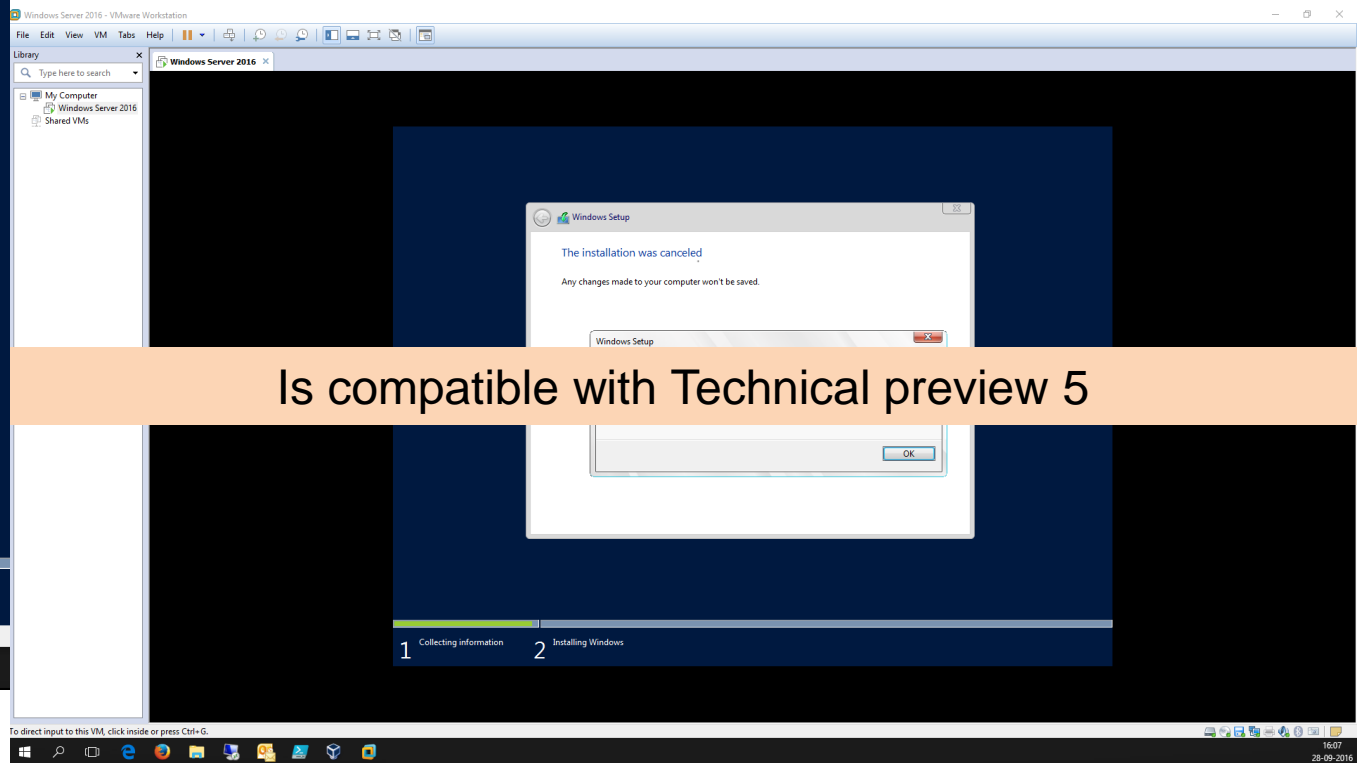 Windows Server 2016 - VMware Workstation
File Edit View VM Tabs Help
Library
Windows Server 2016
Type here to search
My Computer
Windows Server 2016
Shared VMs
Windows Setup
The installation was canceled
Any changes made to your computer won't be saved.
Windows Setup
Is compatible with Technical preview 5
OK
1 Collecting information
2 Installing Windows
To direct input to this VM, click inside or press Ctrl+G.
16:07
28-09-2016